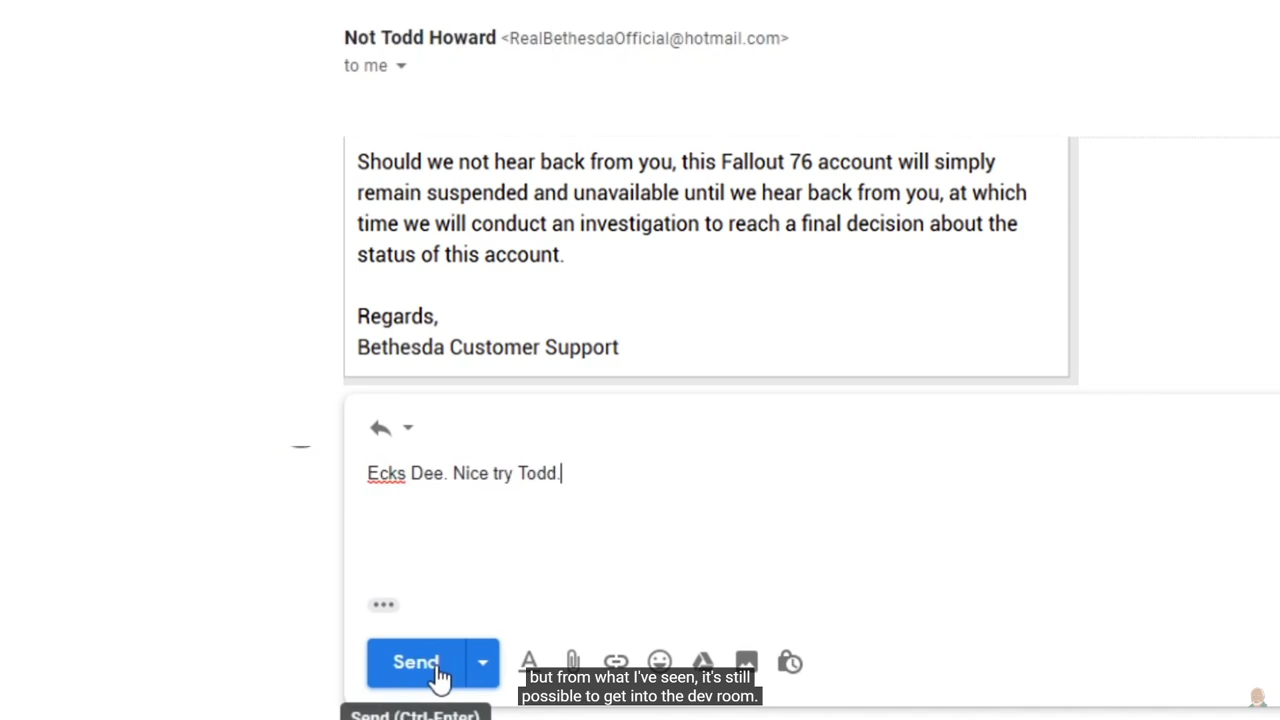 Not Todd Howard <RealBethesdaOfficial@hotmail.com>
to me
Should we not hear back from you, this Fallout 76 account will simply
remain suspended and unavailable until we hear back from you, at which
time we will conduct an investigation to reach a final decision about the
status of this account.
Regards,
Bethesda Customer Support
Ecks Dee. Nice try Todd.
Send
but from what I've seen, it's still
possible to get into the dev room.
Send (Ctrl-Enter)